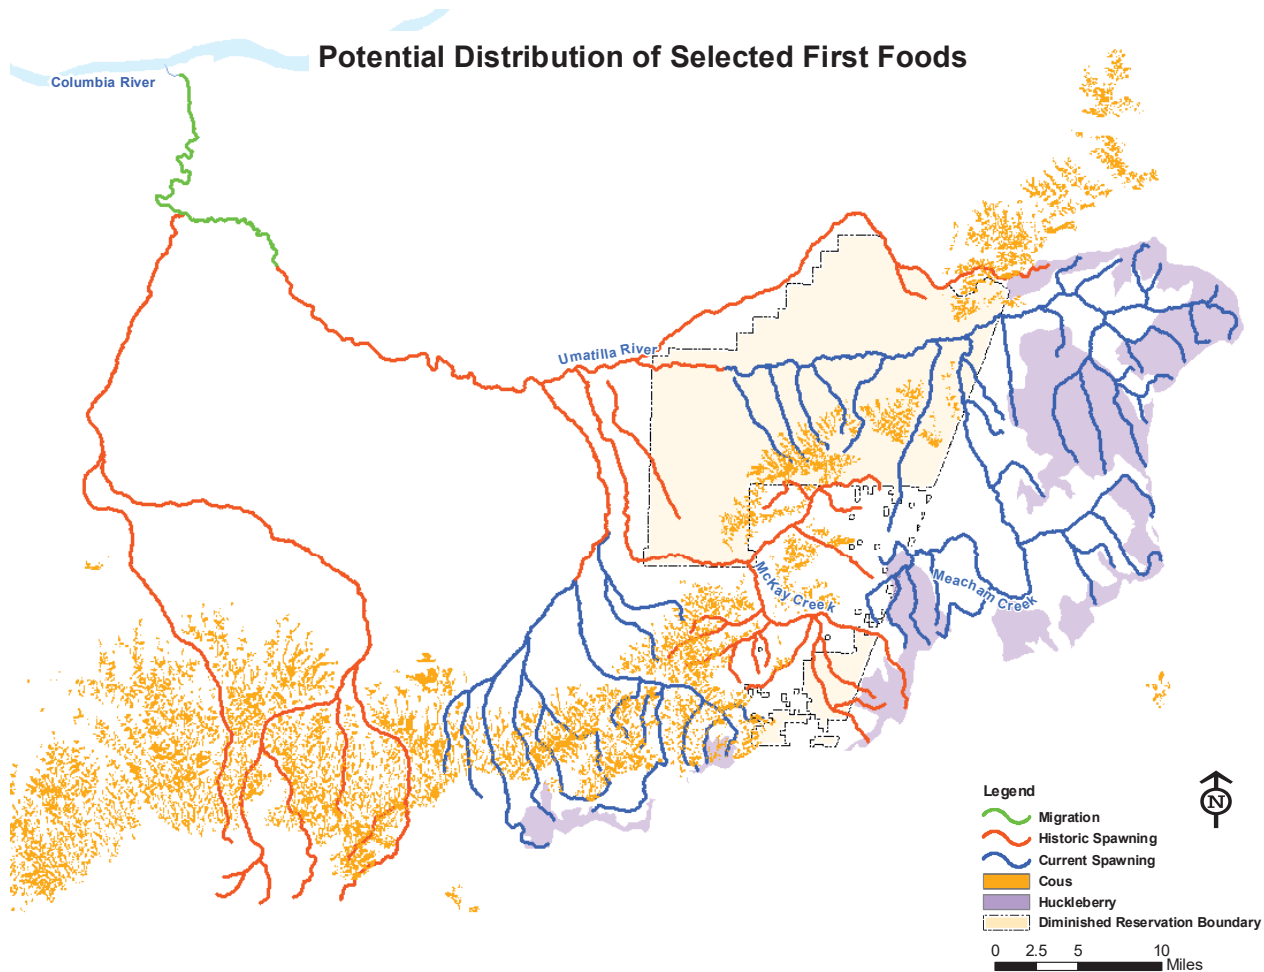 Potential Distribution of Selected First Foods
Columbia River
Umatilla River
McKay Creek
Meacham Creek
Legend
Migration
Historic Spawning
Current Spawning
Cous
Huckleberry
Diminished Reservation Boundary
N
0 2.5 5 10
Miles